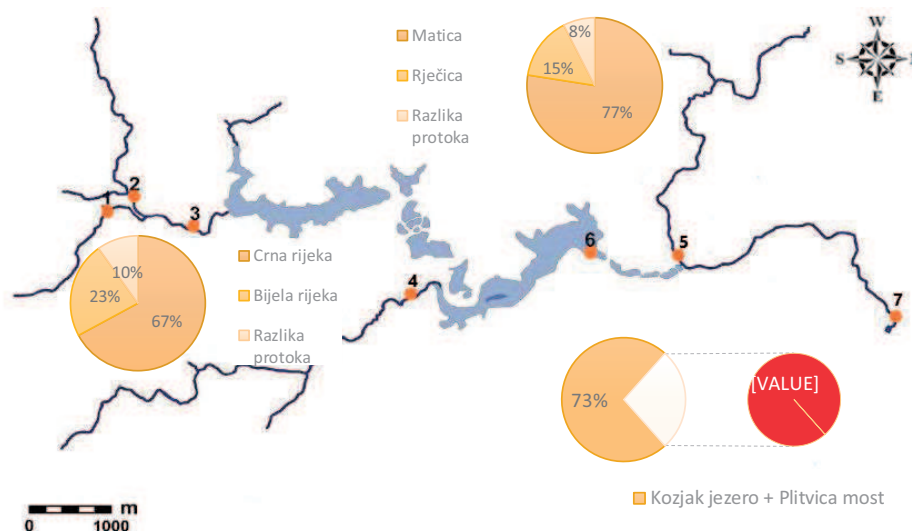 Matica
Rječica
Razlika
protoka
8%
15%
77%
W
S
E
1
2
3
4
5
6
7
Crna rijeka
Bijela rijeka
Razlika
protoka
10%
23%
67%
73%
[VALUE]
Kozjak jezero + Plitvica most
m
0
1000